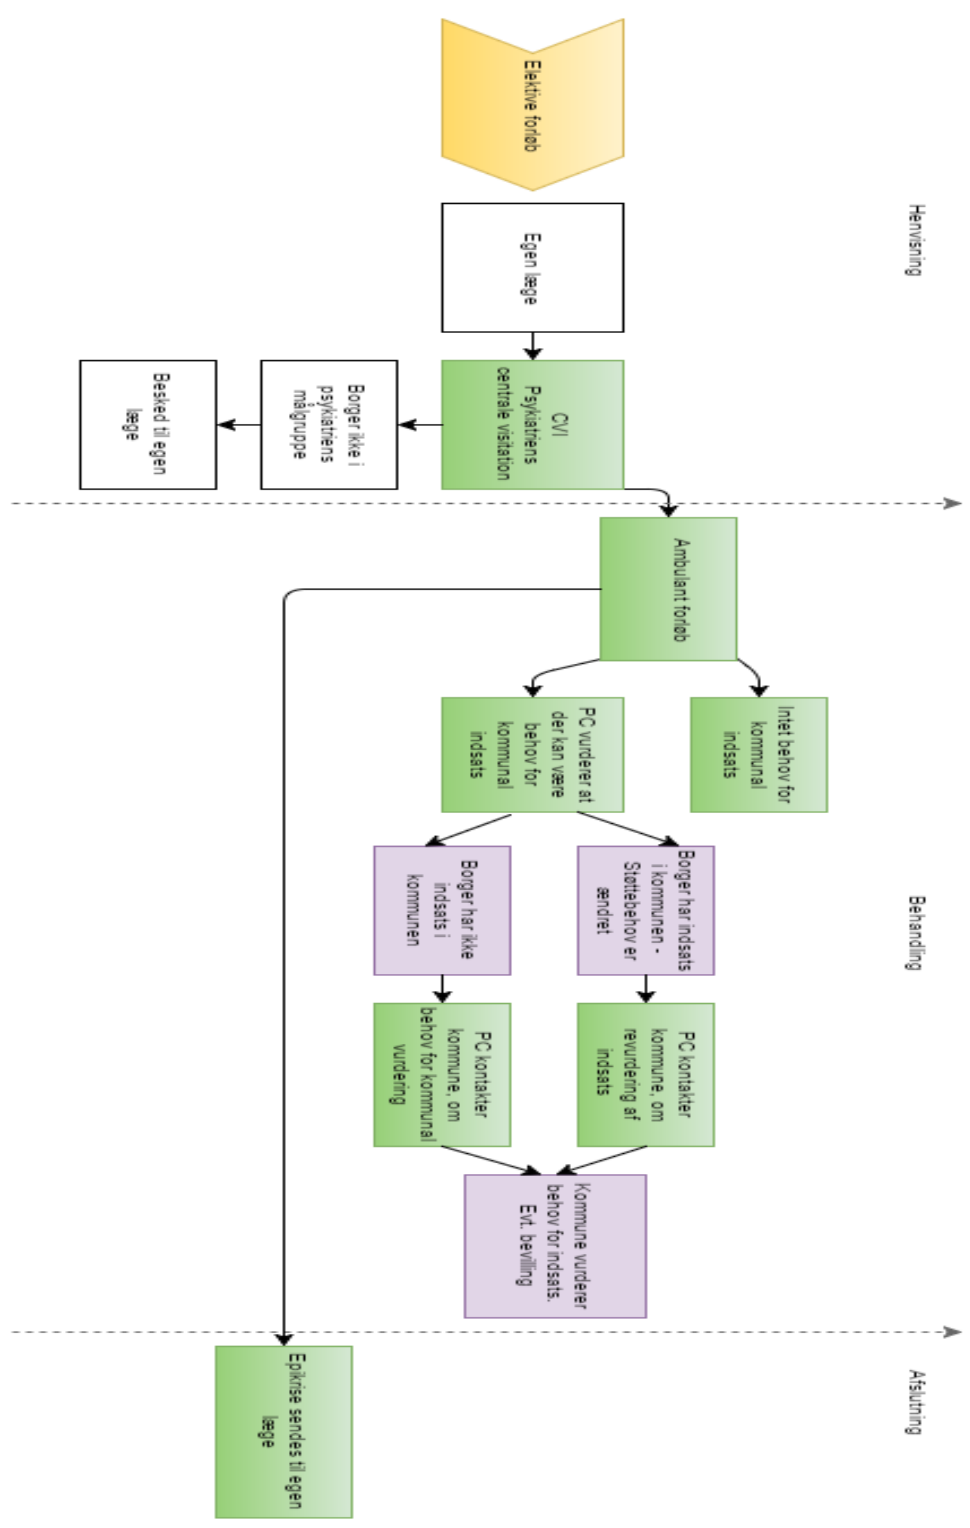 Henvisning
Behandling
Afslutning
Elektive forløb
Egen læge
CVI
Psykiatriens
centrale visitation
Borger ikke i
psykiatriens
målgruppe
Besked til egen
læge
Ambulant forløb
Intet behov for
kommunal
indsats
PC vurderer at
der kan være
behov for
kommunal
indsats
Borger har indsats
i kommunen -
Støttebehov er
ændret
Borger har ikke
indsats i
kommunen
PC kontakter
kommune, om
revurdering af
indsats
PC kontakter
kommune, om
behov for kommunal
vurdering
Kommune vurderer
behov for indsats.
Evt. bevilling
Epikrise sendes til egen
læge